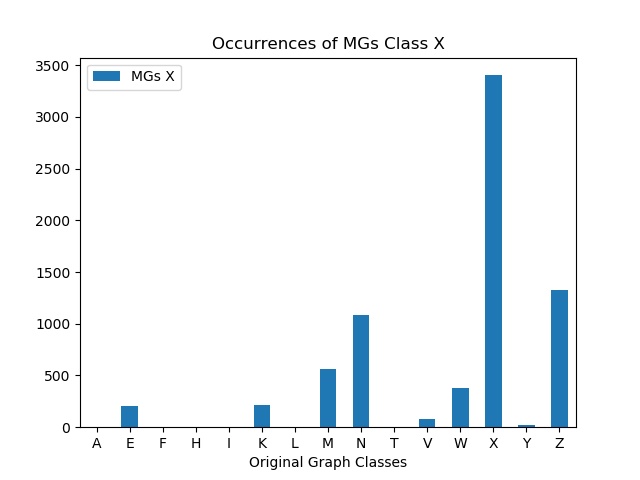 Occurrences of MGs Class X
MGs X
3500
3000
2500
2000
1500
1000
500
0
A E F H I K L M N T V W X Y Z
Original Graph Classes